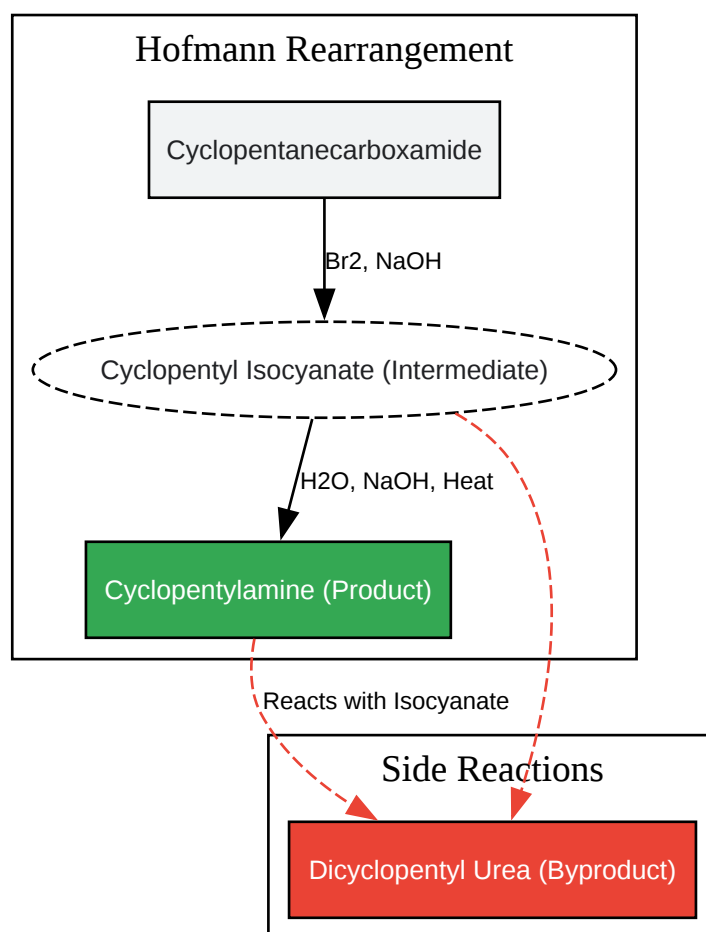 Hofmann Rearrangement
Cyclopentanecarboxamide
Br2, NaOH
Cyclopentyl Isocyanate (Intermediate)
H2O, NaOH, Heat
Cyclopentylamine (Product)
Reacts with Isocyanate
Side Reactions
Dicyclopentyl Urea (Byproduct)